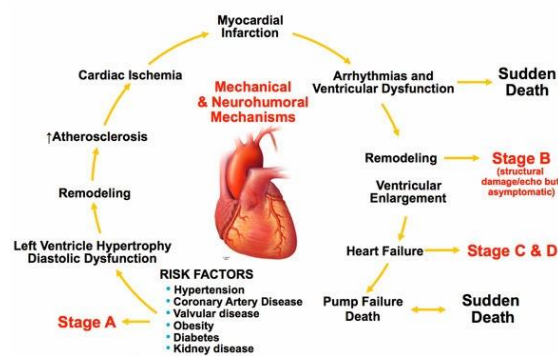 Myocardial
Infarction
Cardiac Ischemia
Mechanical
& Neurohumoral
Mechanisms
Arrhythmias and
Ventricular Dysfunction
Sudden
Death
↑Atherosclerosis
Remodeling
Stage B
(structural
damage/echo but
asymptomatic)
Remodeling
Ventricular
Enlargement
Left Ventricle Hypertrophy
Diastolic Dysfunction
Heart Failure
Stage C & D
RISK FACTORS
• Hypertension
• Coronary Artery Disease
• Valvular disease
• Obesity
• Diabetes
• Kidney disease
Stage A
Pump Failure
Death
Sudden
Death